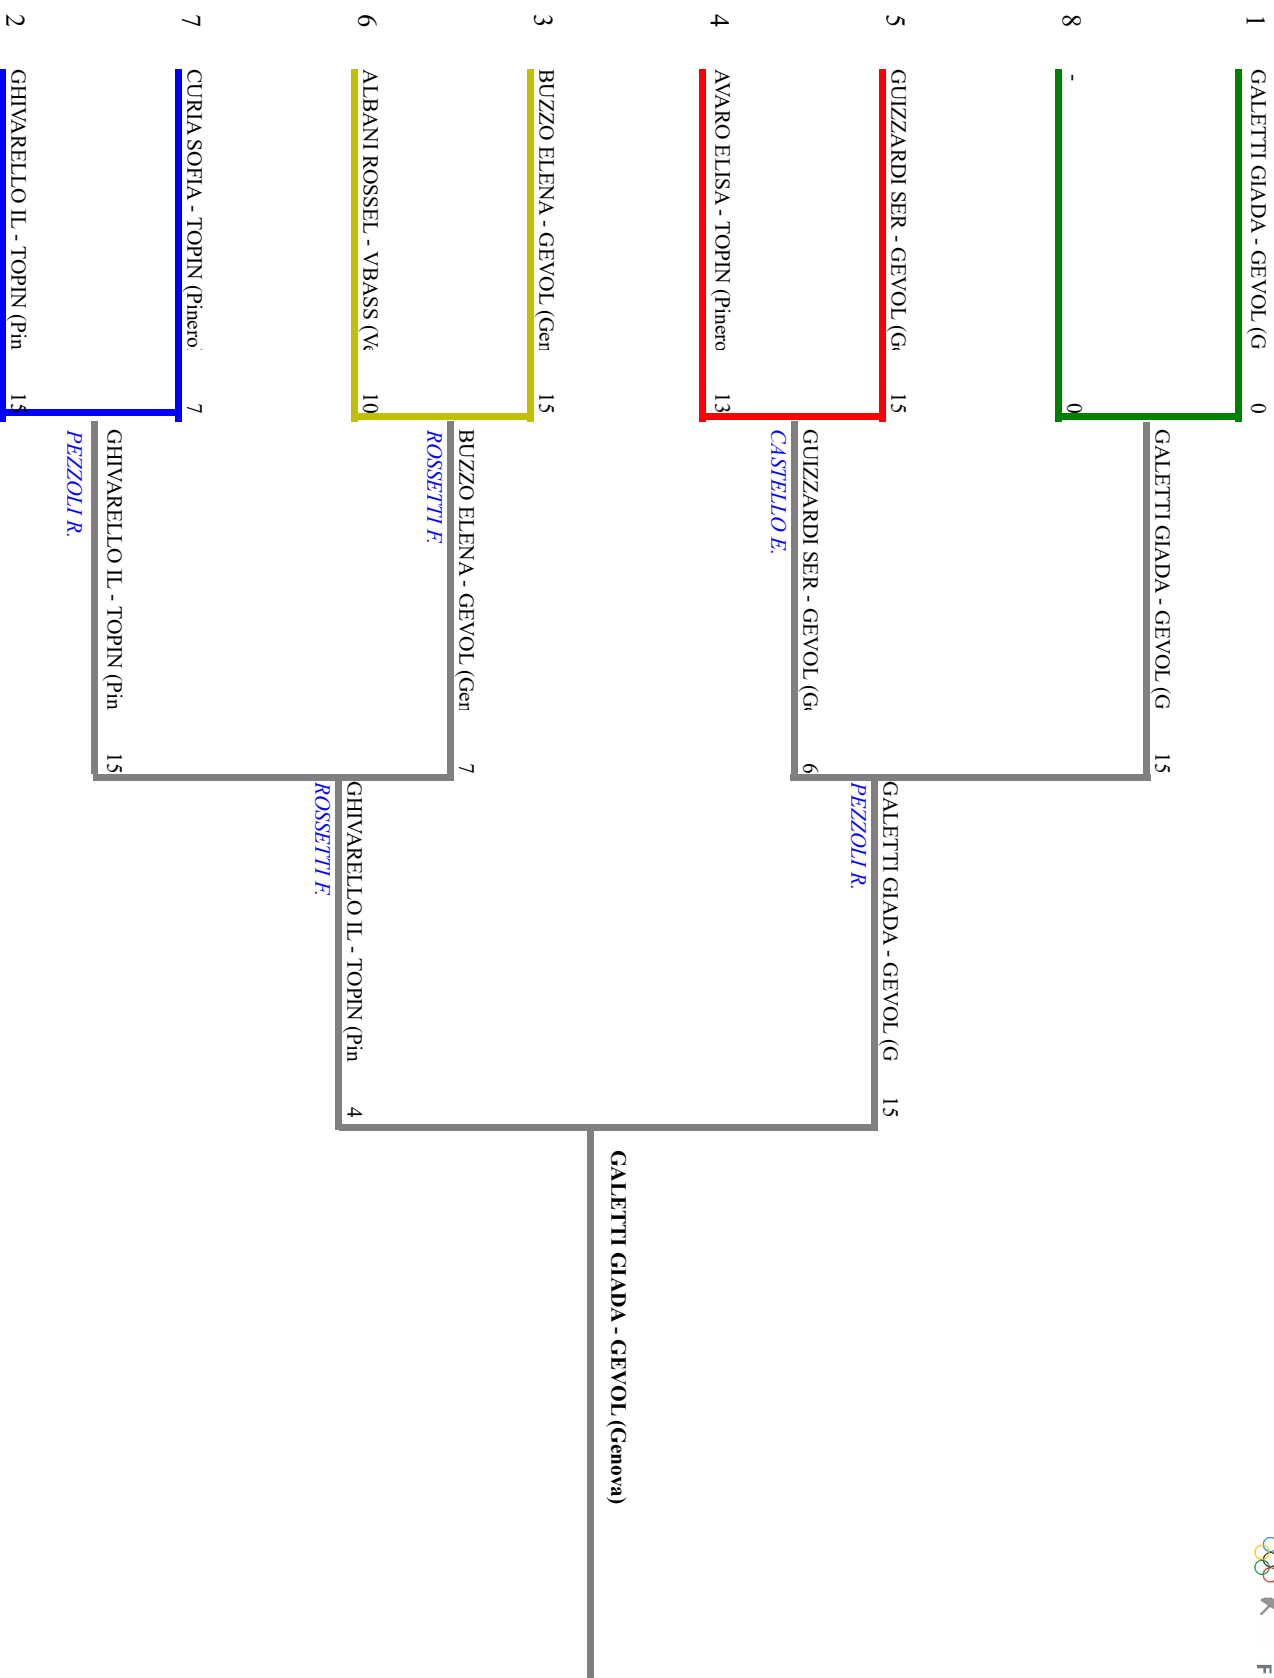 1
GALETTI GIADA - GEVOL (G
0
8
-
0
5
GUIZZARDI SER - GEVOL (G
15
4
AVARO ELISA - TOPIN (Pinero
13
3
BUZZO ELENA - GEVOL (Gen
15
6
ALBANI ROSSEL - VBASS (V
10
7
CURIA SOFIA - TOPIN (Pinero
7
2
GHIVARELLO IL - TOPIN (Pin
15
GALETTI GIADA - GEVOL (G
15
GUIZZARDI SER - GEVOL (G
6
CASTELLO E.
BUZZO ELENA - GEVOL (Gen
7
ROSSETTI F.
GHIVARELLO IL - TOPIN (Pin
15
PEZZOLI R.
GALETTI GIADA - GEVOL (G
15
PEZZOLI R.
GHIVARELLO IL - TOPIN (Pin
4
ROSSETTI F.
GALETTI GIADA - GEVOL (Genova)
F